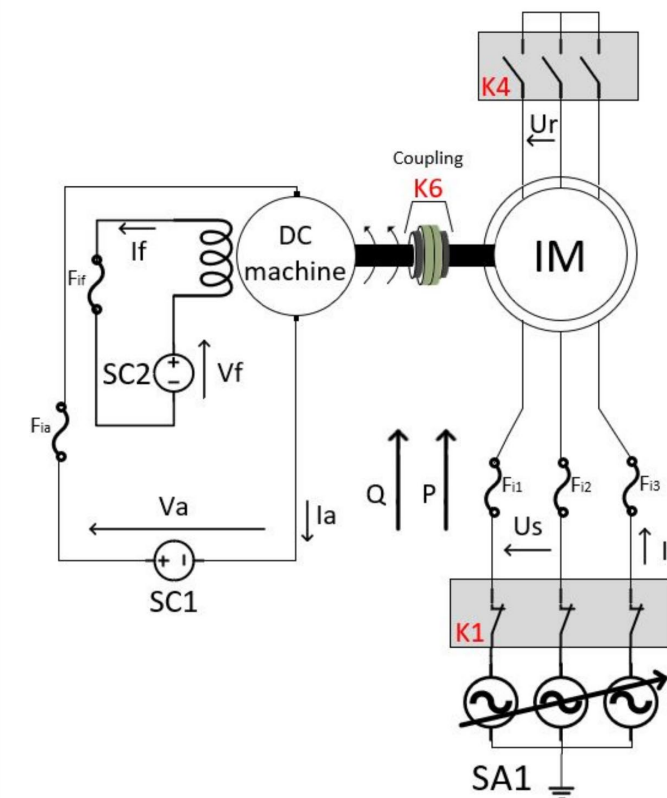 K4
Ur
Coupling
K6
DC
machine
IM
If
Fif
SC2
+
−
Vf
Fia
Q
P
Fi1
Fi2
Fi3
Va
Ia
Us
I
+
SC1
K1
SA1